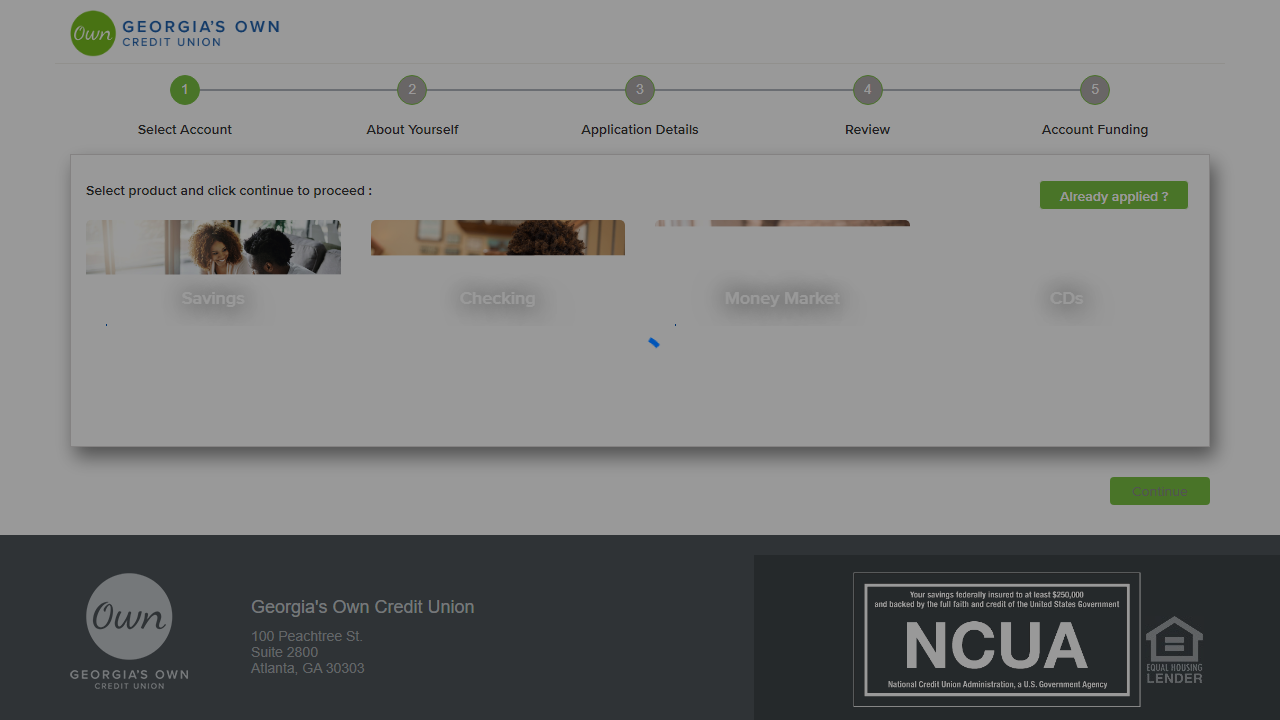 Own GEORGIA'S OWN
CREDIT UNION
1 2 3 4 5
Select Account About Yourself Application Details Review Account Funding
Select product and click continue to proceed :
Already applied ?
Savings Checking Money Market CDs
Continue
Own
GEORGIA'S OWN
CREDIT UNION
Georgia's Own Credit Union
100 Peachtree St.
Suite 2800
Atlanta, GA 30303
Your savings federally insured to at least $250,000
and backed by the full faith and credit of the United States Government
NCUA
National Credit Union Administration, a U.S. Government Agency
EQUAL HOUSING
LENDER